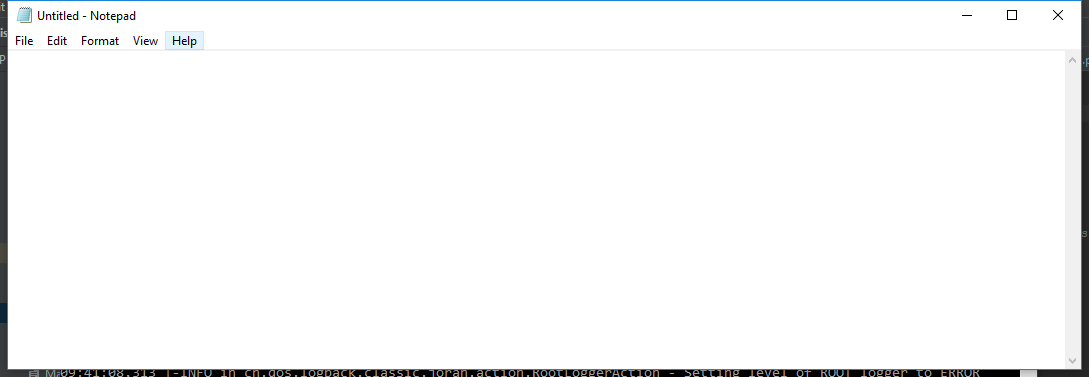 Untitled - Notepad
File Edit Format View Help
09:41:08.313 |-INFO in ch.qos.logback.classic.joran.action.RootLoggerAction - Setting level of ROOT logger to ERROR